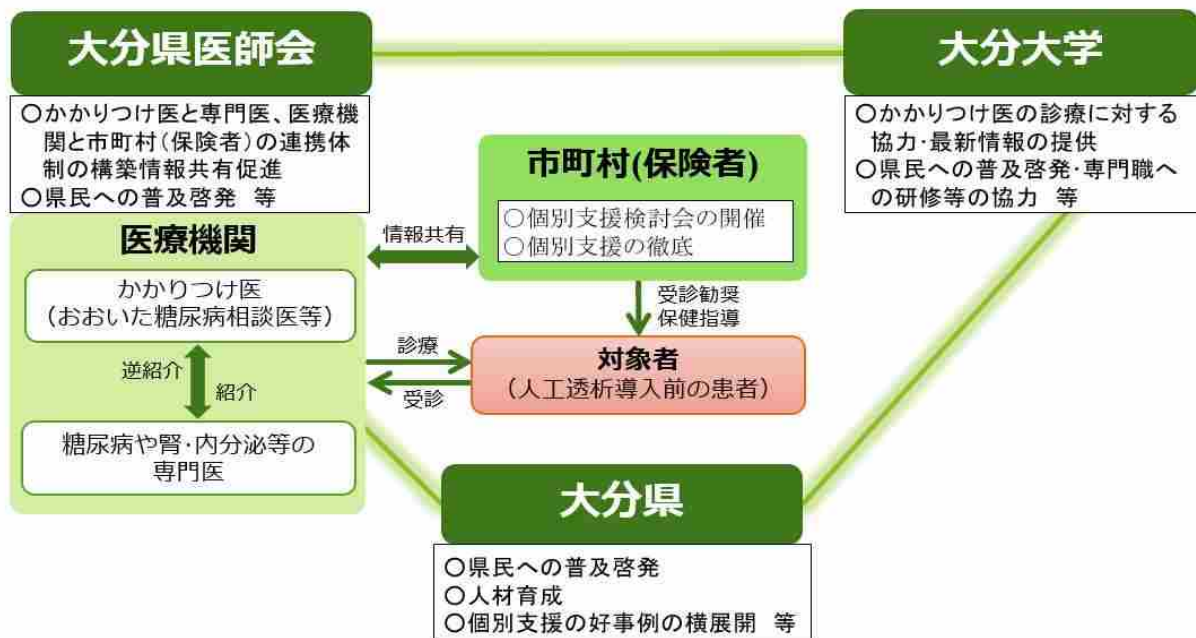 大分県医師会
○かかりつけ医と専門医、医療機
関と市町村(保険者)の連携体
制の構築情報共有促進
○県民への普及啓発 等
大分大学
○かかりつけ医の診療に対する
協力・最新情報の提供
○県民への普及啓発・専門職へ
の研修等の協力 等
市町村(保険者)
○個別支援検討会の開催
○個別支援の徹底
医療機関
かかりつけ医
(おおいた糖尿病相談医等)
逆紹介
紹介
糖尿病や腎・内分泌等の
専門医
情報共有
受診勧奨
保健指導
診療
受診
対象者
(人工透析導入前の患者)
大分県
○県民への普及啓発
○人材育成
○個別支援の好事例の横展開 等